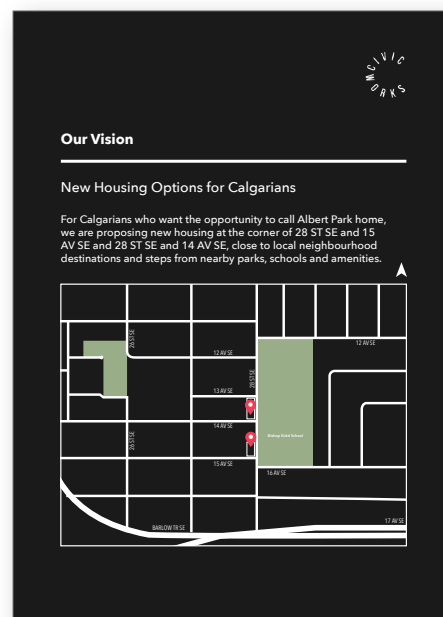 MCIVIC WORKS
Our Vision
New Housing Options for Calgarians
For Calgarians who want the opportunity to call Albert Park home,
we are proposing new housing at the corner of 28 ST SE and 15
AV SE and 28 ST SE and 14 AV SE, close to local neighbourhood
destinations and steps from nearby parks, schools and amenities.
26 ST SE
12 AV SE
12 AV SE
28 ST SE
13 AV SE
14 AV SE
26 ST SE
Bishop Kidd School
15 AV SE
16 AV SE
17 AV SE
BARLOW TR SE